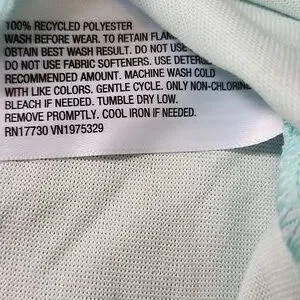 100% RECYCLED POLYESTER
WASH BEFORE WEAR. TO RETAIN
OBTAIN BEST WASH RESULT. DO NOT USE
DO NOT USE FABRIC SOFTENERS. USE
RECOMMENDED AMOUNT. MACHINE WASH COLD
WITH LIKE COLORS. GENTLE CYCLE. ONLY NON-CHLORINE
BLEACH IF NEEDED. TUMBLE DRY LOW.
REMOVE PROMPTLY. COOL IRON IF NEEDED.
RN17730 VN1975329